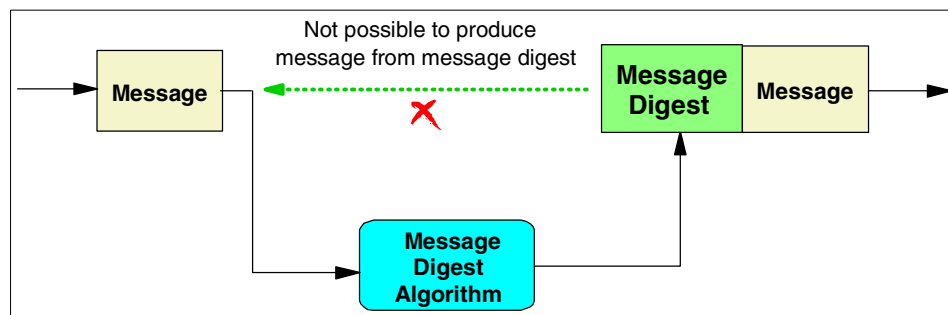 Not possible to produce
message from message digest
Message
Message
Digest
Message
Message
Digest
Algorithm